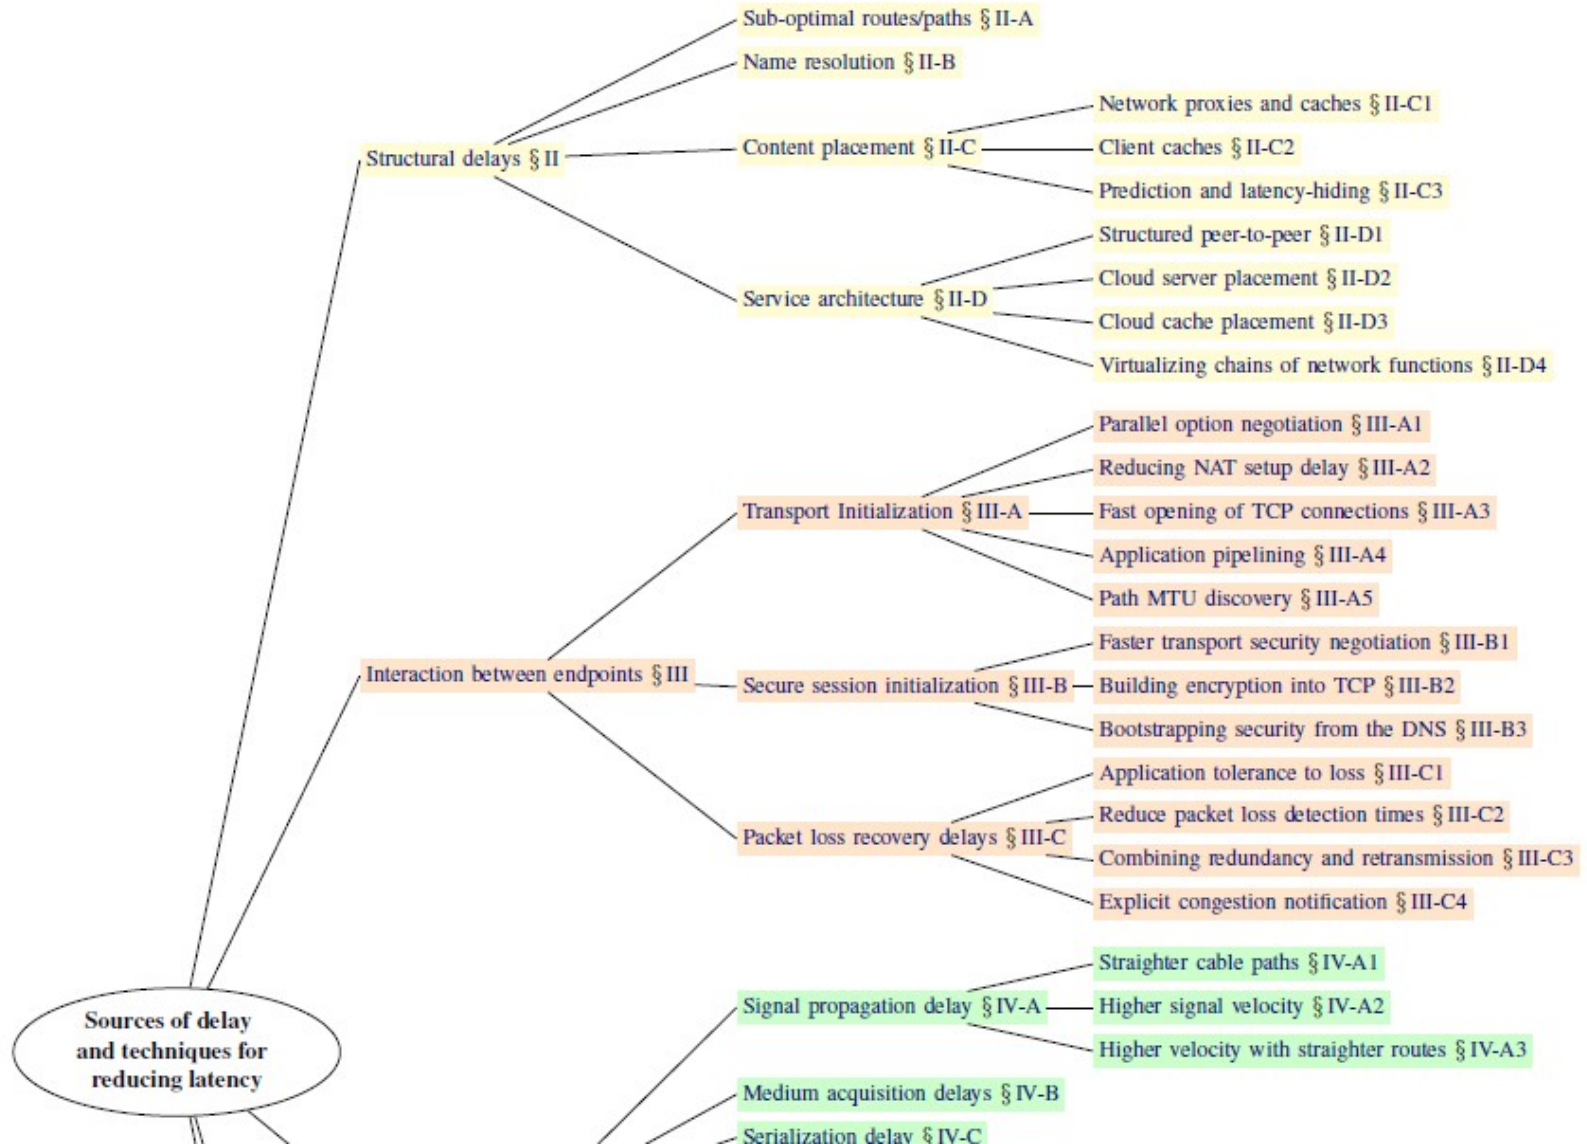 Sub-optimal routes/paths § II-A
Name resolution § II-B
Network proxies and caches § II-C1
Structural delays § II
Content placement § II-C
Client caches § II-C2
Prediction and latency-hiding § II-C3
Structured peer-to-peer § II-D1
Cloud server placement § II-D2
Service architecture § II-D
Cloud cache placement § II-D3
Virtualizing chains of network functions § II-D4
Parallel option negotiation § III-A1
Reducing NAT setup delay § III-A2
Transport Initialization § III-A
Fast opening of TCP connections § III-A3
Application pipelining § III-A4
Path MTU discovery § III-A5
Faster transport security negotiation § III-B1
Interaction between endpoints § III
Secure session initialization § III-B
Building encryption into TCP § III-B2
Bootstrapping security from the DNS § III-B3
Application tolerance to loss § III-C1
Reduce packet loss detection times § III-C2
Packet loss recovery delays § III-C
Combining redundancy and retransmission § III-C3
Explicit congestion notification § III-C4
Straighter cable paths § IV-A1
Signal propagation delay § IV-A
Higher signal velocity § IV-A2
Higher velocity with straighter routes § IV-A3
Sources of delay
and techniques for
reducing latency
Medium acquisition delays § IV-B
Serialization delay § IV-C